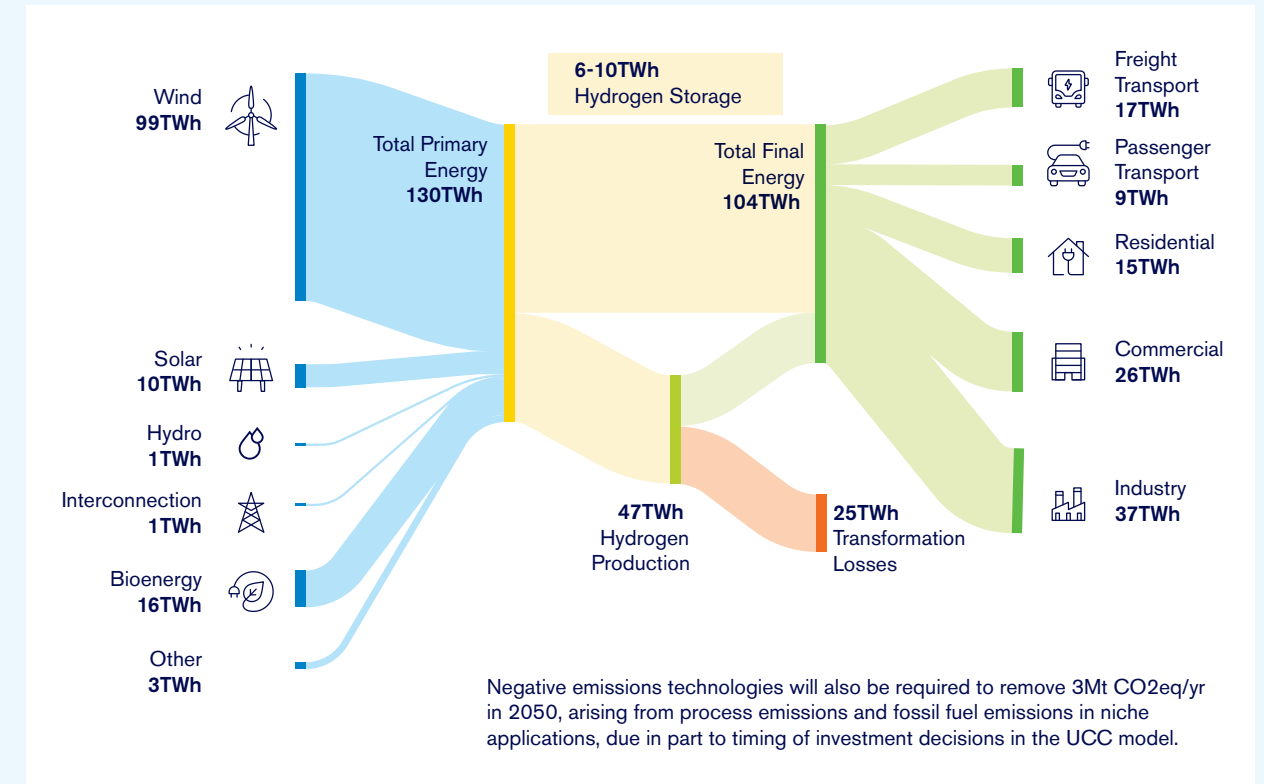 Wind
99TWh
Solar
10TWh
Hydro
1TWh
Interconnection
1TWh
Bioenergy
16TWh
Other
3TWh
Total Primary
Energy
130TWh
6-10TWh
Hydrogen Storage
Total Final
Energy
104TWh
47TWh
Hydrogen
Production
25TWh
Transformation
Losses
Freight
Transport
17TWh
Passenger
Transport
9TWh
Residential
15TWh
Commercial
26TWh
Industry
37TWh
Negative emissions technologies will also be required to remove 3Mt CO2eq/yr
in 2050, arising from process emissions and fossil fuel emissions in niche
applications, due in part to timing of investment decisions in the UCC model.